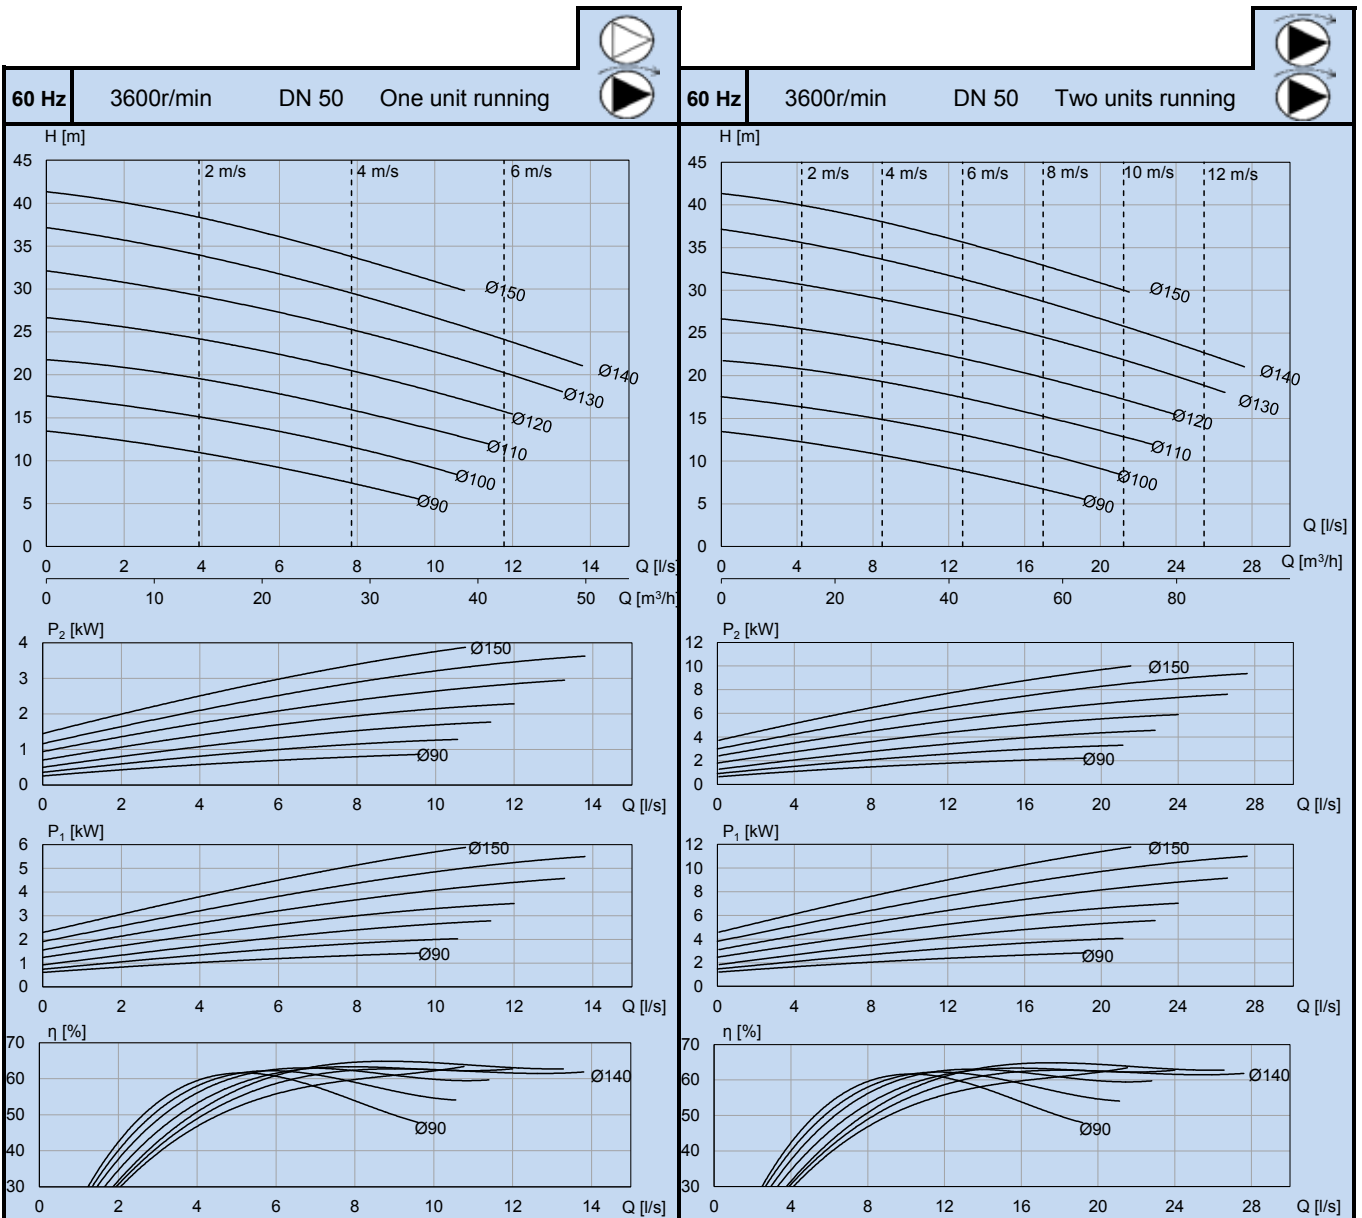 60 Hz 3600r/min DN 50 One unit running
H [m]
45 2 m/s 4 m/s 6 m/s
40
35
30 Ø150
25
20 Ø140
Ø130
15 Ø120
Ø110
10 Ø100
5 Ø90
0
0 2 4 6 8 10 12 14 Q [l/s]
0 10 20 30 40 50 Q [m³/h]
P₂ [kW]
4 Ø150
3
2
1 Ø90
0
0 2 4 6 8 10 12 14 Q [l/s]
P₁ [kW]
6 Ø150
5
4
3
2
1 Ø90
0
0 2 4 6 8 10 12 14 Q [l/s]
η [%]
70
60 Ø140
50 Ø90
40
30
0 2 4 6 8 10 12 14 Q [l/s]
60 Hz 3600r/min DN 50 Two units running
H [m]
45 2 m/s 4 m/s 6 m/s 8 m/s 10 m/s 12 m/s
40
35
30 Ø150
25
20 Ø140
Ø130
15 Ø120
Ø110
10 Ø100
5 Ø90
Q [l/s]
0
0 4 8 12 16 20 24 28 Q [m³/h]
0 20 40 60 80
P₂ [kW]
12
10 Ø150
8
6
4
2 Ø90
0
0 4 8 12 16 20 24 28 Q [l/s]
P₁ [kW]
12 Ø150
10
8
6
4
2 Ø90
0
0 4 8 12 16 20 24 28 Q [l/s]
η [%]
70
60 Ø140
50 Ø90
40
30
0 4 8 12 16 20 24 28 Q [l/s]